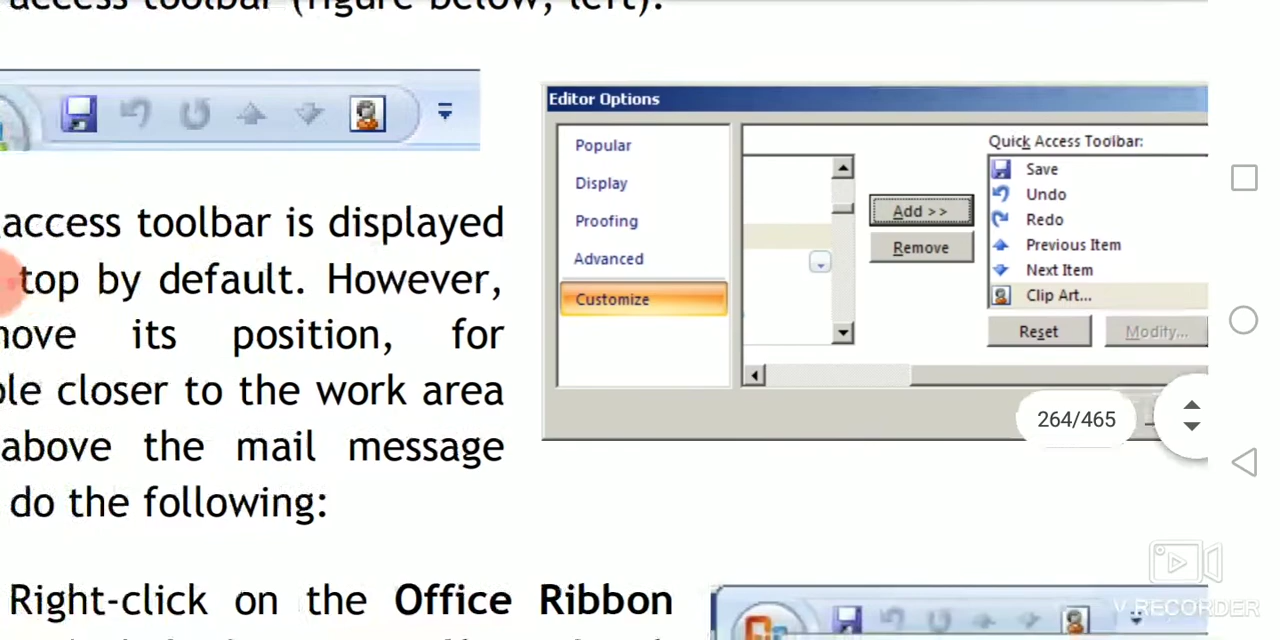 access toolbar (figure below, left).
Editor Options
Popular
Display
Proofing
Advanced
Customize
Add >>
Remove
Quick Access Toolbar:
Save
Undo
Redo
Previous Item
Next Item
Clip Art...
Reset
Modify...
access toolbar is displayed
top by default. However,
move its position, for
closer to the work area
above the mail message
do the following:
264/465
Right-click on the Office Ribbon
V RECORDER